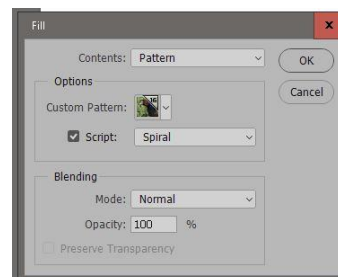 Fill
x
Contents: Pattern
OK
Options
Cancel
Custom Pattern:
Script: Spiral
Blending
Mode: Normal
Opacity: 100 %
Preserve Transparency